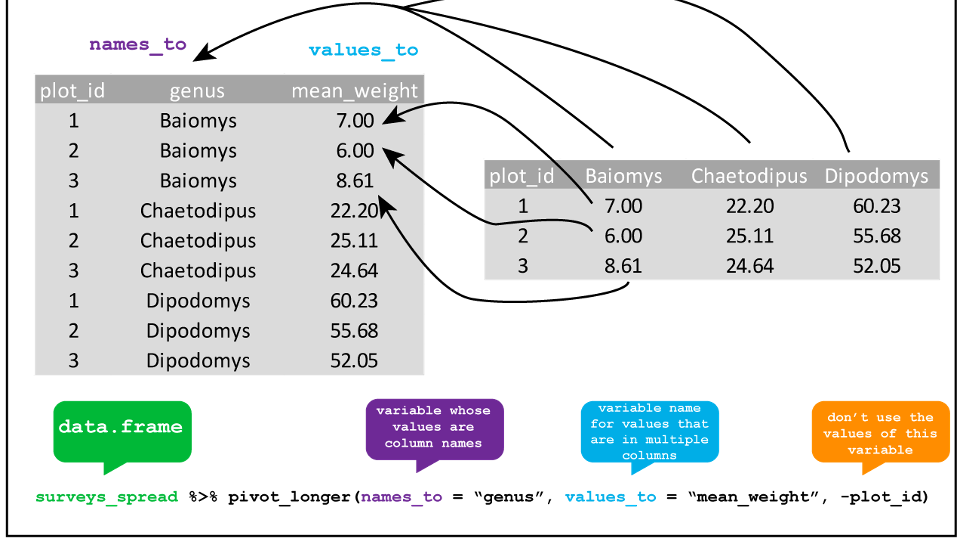 names_to
values_to
plot_id genus mean_weight
1 Baiomys 7.00
2 Baiomys 6.00
3 Baiomys 8.61
1 Chaetodipus 22.20
2 Chaetodipus 25.11
3 Chaetodipus 24.64
1 Dipodomys 60.23
2 Dipodomys 55.68
3 Dipodomys 52.05
plot_id Baiomys Chaetodipus Dipodomys
1 7.00 22.20 60.23
2 6.00 25.11 55.68
3 8.61 24.64 52.05
data.frame
variable whose
values are
column names
variable name
for values that
are in multiple
columns
don’t use the
values of this
variable
surveys_spread %>% pivot_longer(names_to = “genus”, values_to = “mean_weight”, -plot_id)